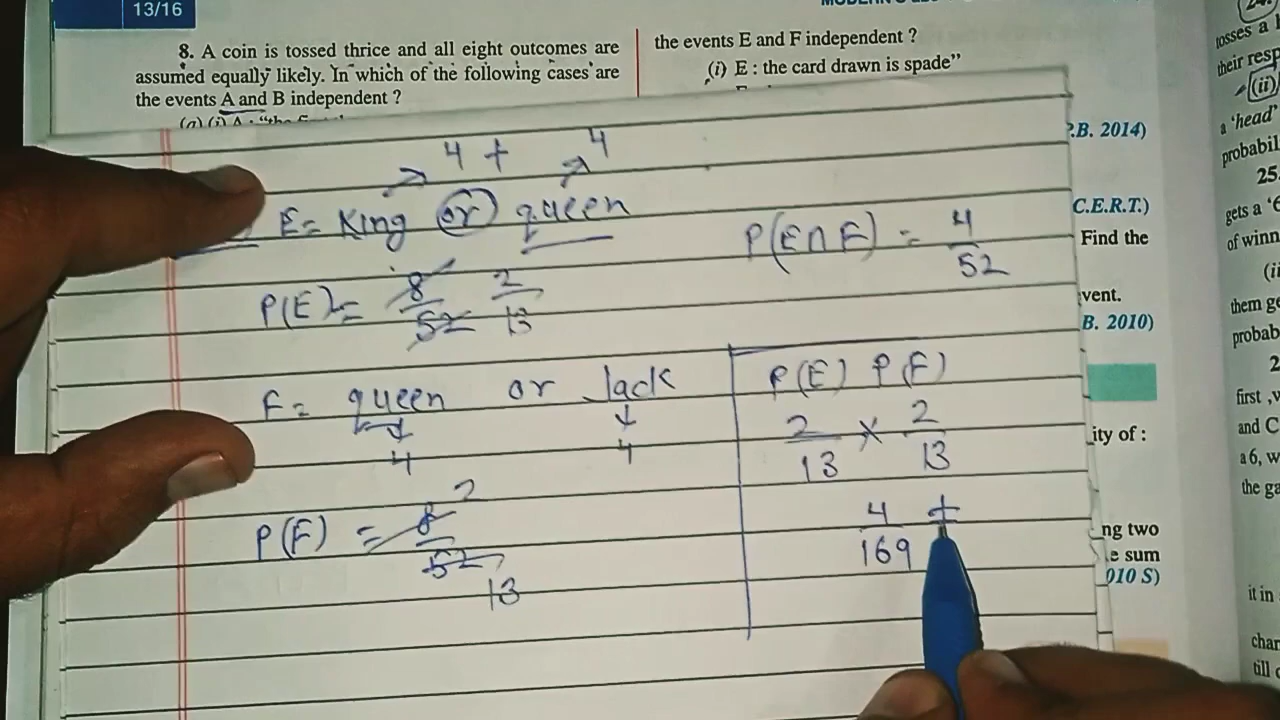 13/16
8. A coin is tossed thrice and all eight outcomes are
assumed equally likely. In which of the following cases are
the events A and B independent ?
the events E and F independent ?
(i) E : the card drawn is spade”
4 + 4
E = King or queen
P(E) = 8/52 2/13
F = queen or Jack
4 4
P(F) = 8/52 2
13
P(E∩F) = 4/52
P(E) P(F)
2/13 × 2/13
4/169
.B. 2014)
C.E.R.T.)
Find the
vent.
B. 2010)
ity of :
ng two
e sum
010 S)
tosses a
their resp
(ii)
a 'head'
probabil
25.
gets a '6
of winn
(ii
them ge
probab
2
first ,w
and C
a 6, w
the ga
it in
char
till